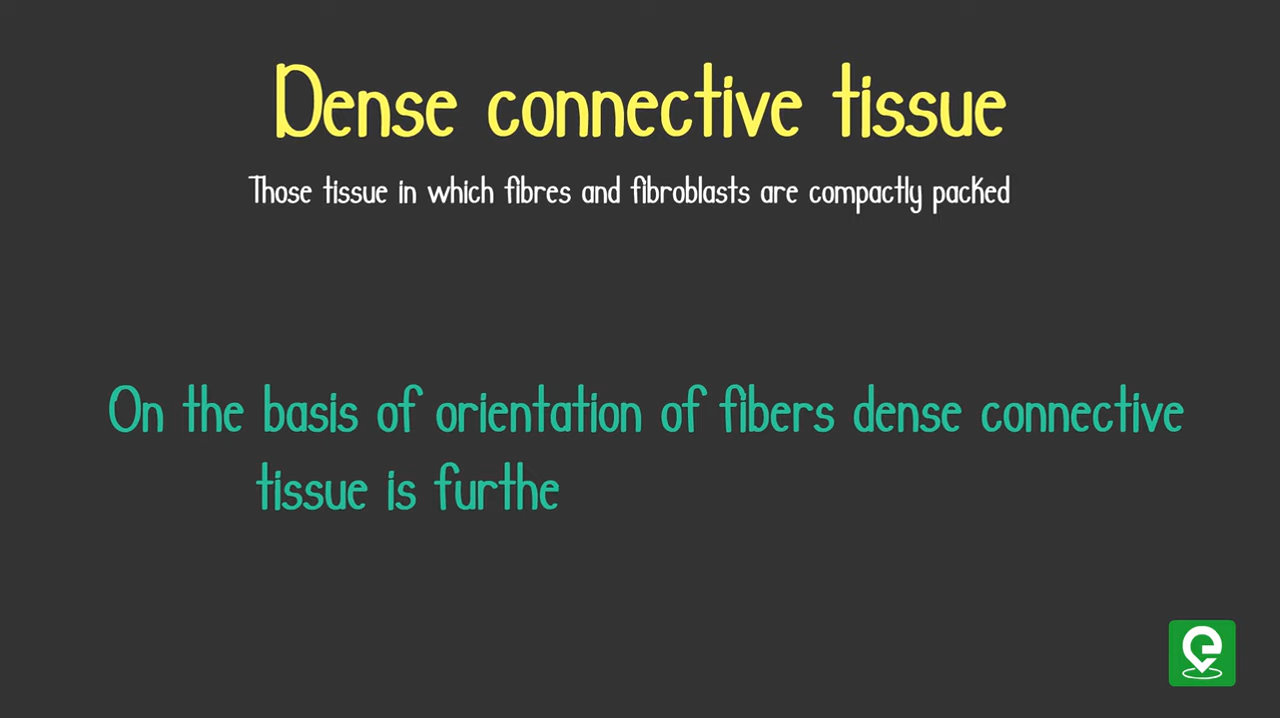 Dense connective tissue
Those tissue in which fibres and fibroblasts are compactly packed
On the basis of orientation of fibers dense connective
tissue is furthe